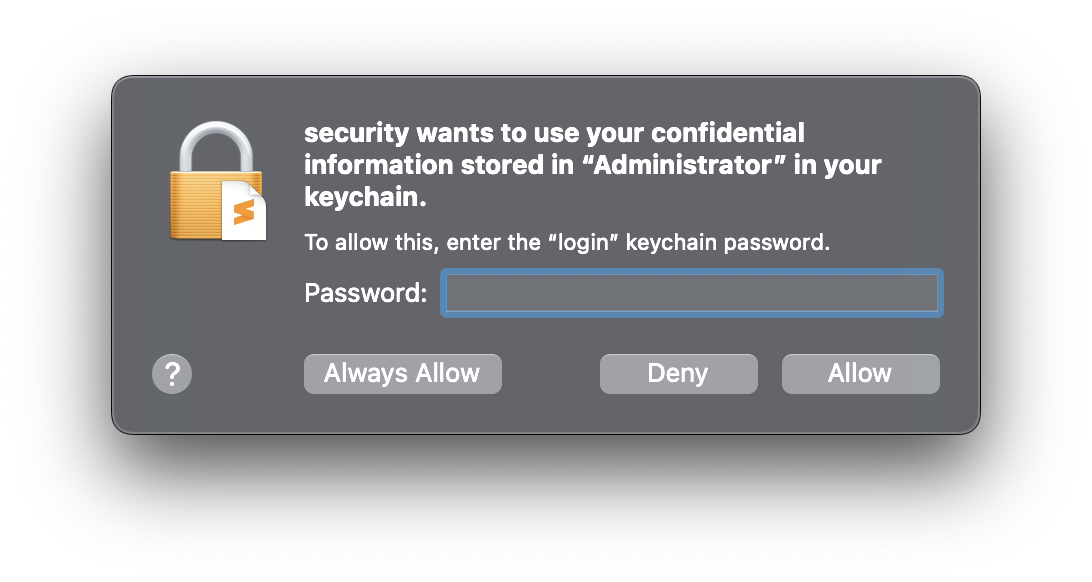 security wants to use your confidential
information stored in “Administrator” in your
keychain.
To allow this, enter the “login” keychain password.
Password:
?
Always Allow
Deny
Allow